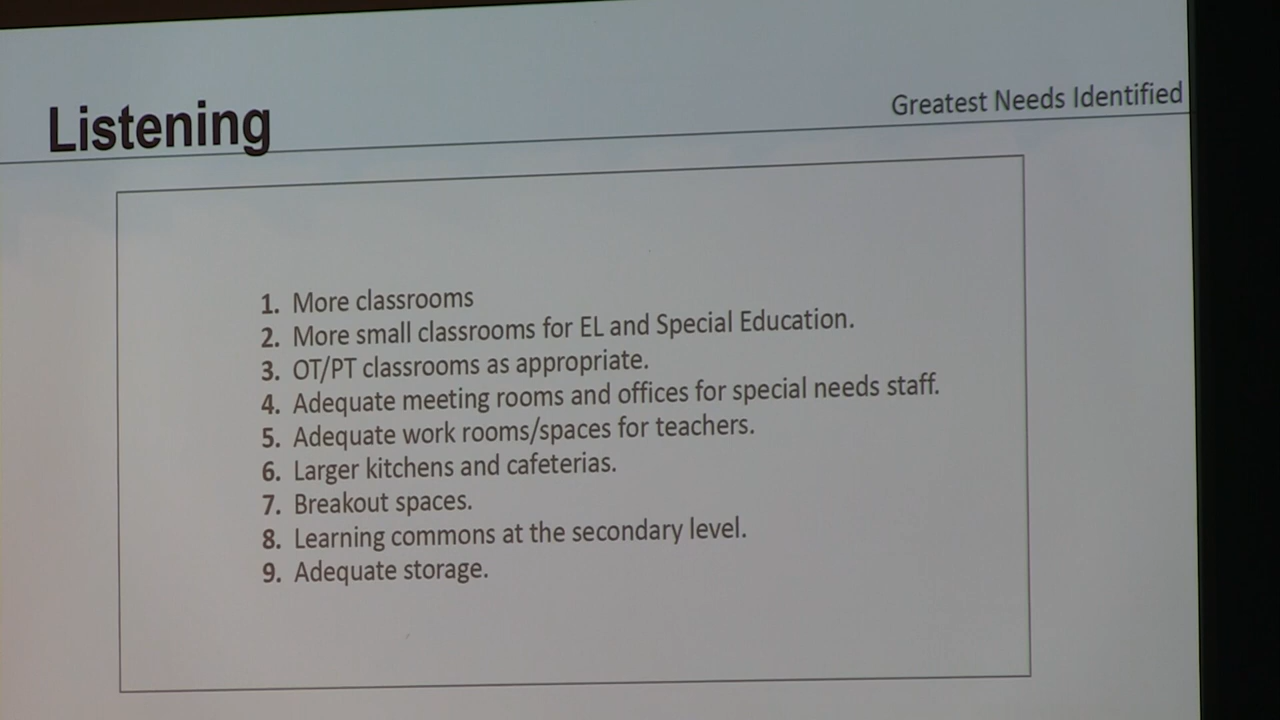 Listening
Greatest Needs Identified
1. More classrooms
2. More small classrooms for EL and Special Education.
3. OT/PT classrooms as appropriate.
4. Adequate meeting rooms and offices for special needs staff.
5. Adequate work rooms/spaces for teachers.
6. Larger kitchens and cafeterias.
7. Breakout spaces.
8. Learning commons at the secondary level.
9. Adequate storage.